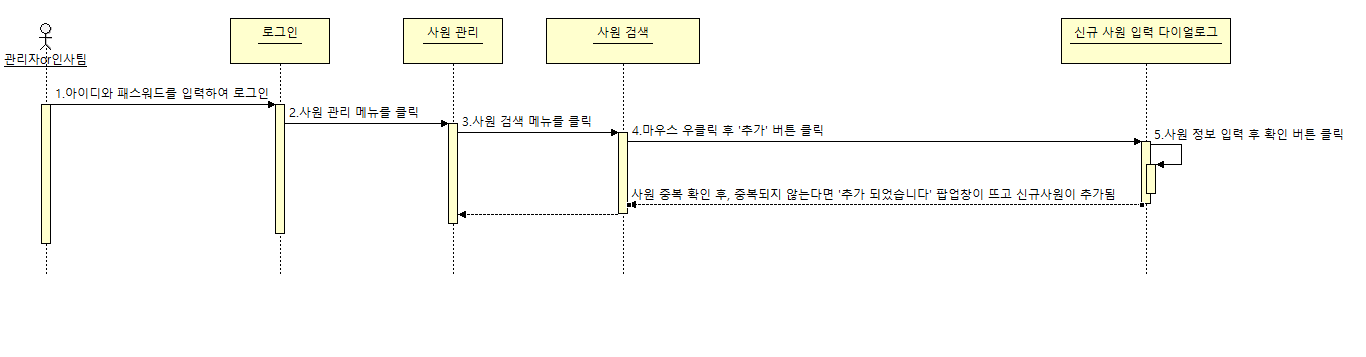 로그인
사원 관리
사원 검색
신규 사원 입력 다이얼로그
관리자or인사팀
1.아이디와 패스워드를 입력하여 로그인
2.사원 관리 메뉴를 클릭
3.사원 검색 메뉴를 클릭
4.마우스 우클릭 후 '추가' 버튼 클릭
5.사원 정보 입력 후 확인 버튼 클릭
사원 중복 확인 후, 중복되지 않는다면 '추가 되었습니다' 팝업창이 뜨고 신규사원이 추가됨